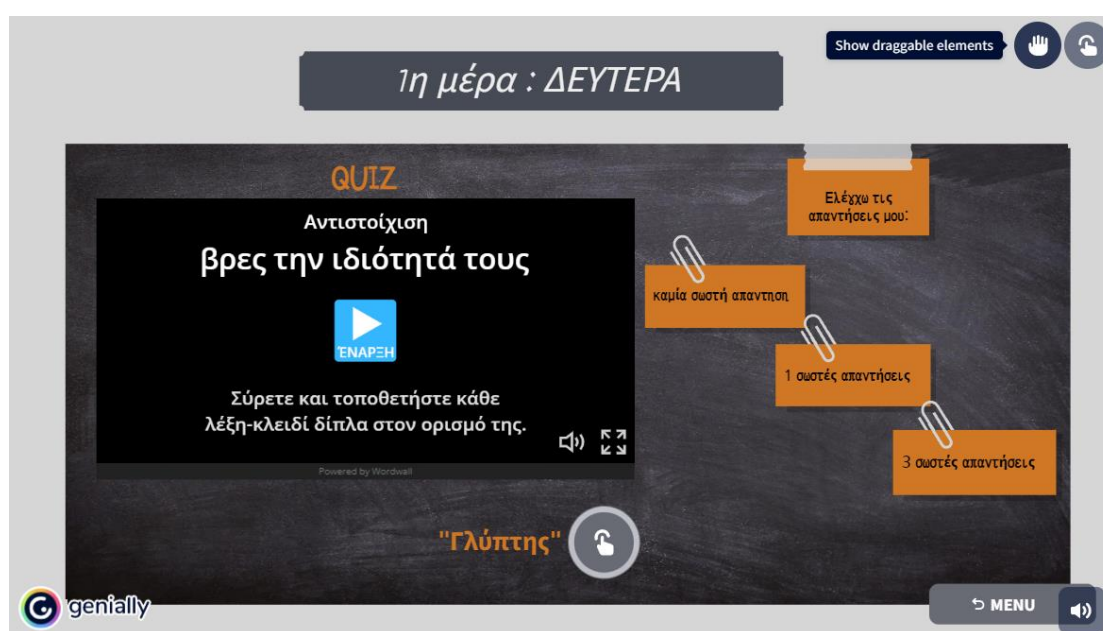 Show draggable elements
1η μέρα : ΔΕΥΤΕΡΑ
QUIZ
Αντιστοίχιση
βρες την ιδιότητά τους
ΈΝΑΡΞΗ
Σύρετε και τοποθετήστε κάθε
λέξη-κλειδί δίπλα στον ορισμό της.
Powered by Wordwall
Ελέγχω τις
απαντήσεις μου:
καμία σωστή απαντηση
1 σωστές απαντήσεις
3 σωστές απαντήσεις
"Γλύπτης"
genially
MENU